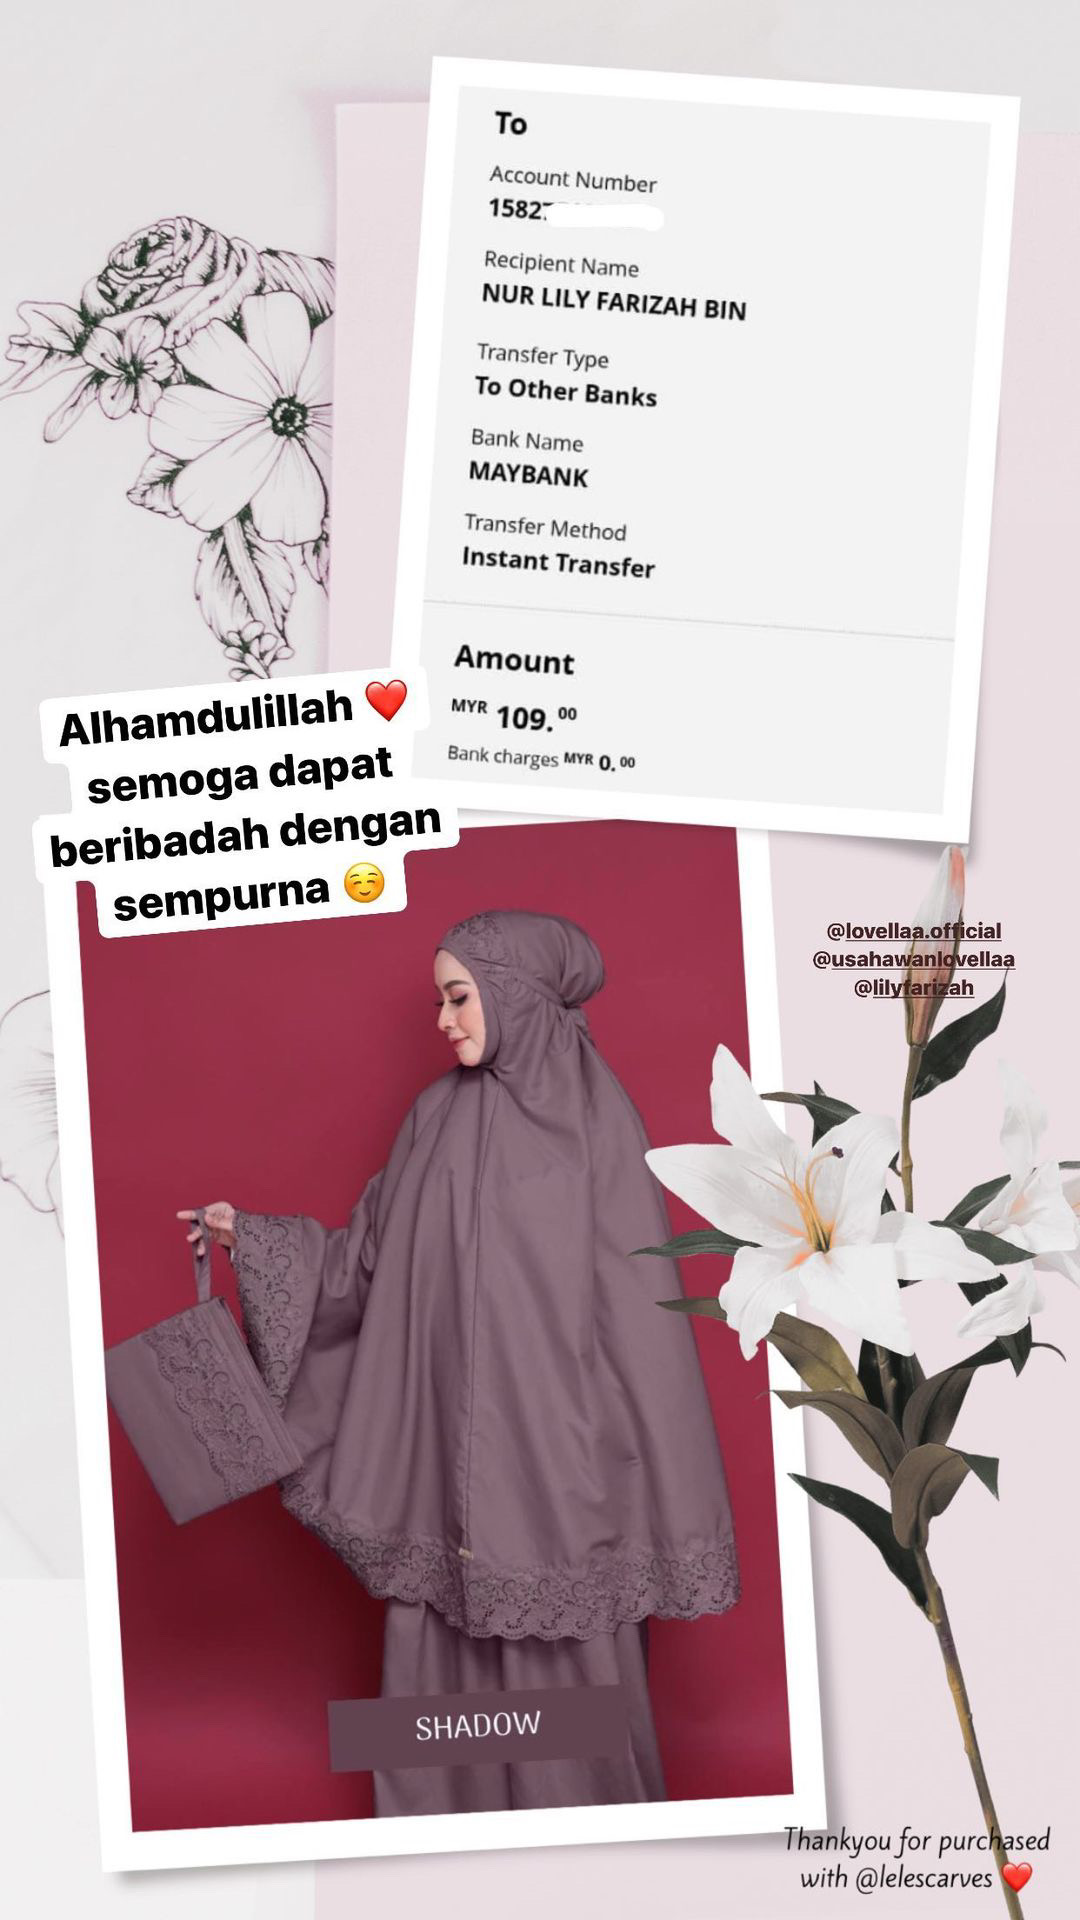 To
Account Number
1582
Recipient Name
NUR LILY FARIZAH BIN
Transfer Type
To Other Banks
Bank Name
MAYBANK
Transfer Method
Instant Transfer
Amount
MYR 109.00
Bank charges MYR 0.00
Alhamdulillah ❤️
semoga dapat
beribadah dengan
sempurna ☺️
@lovellaa.official
@usahawanlovellaa
@lilyfarizah
SHADOW
Thankyou for purchased
with @lelescarves ❤️